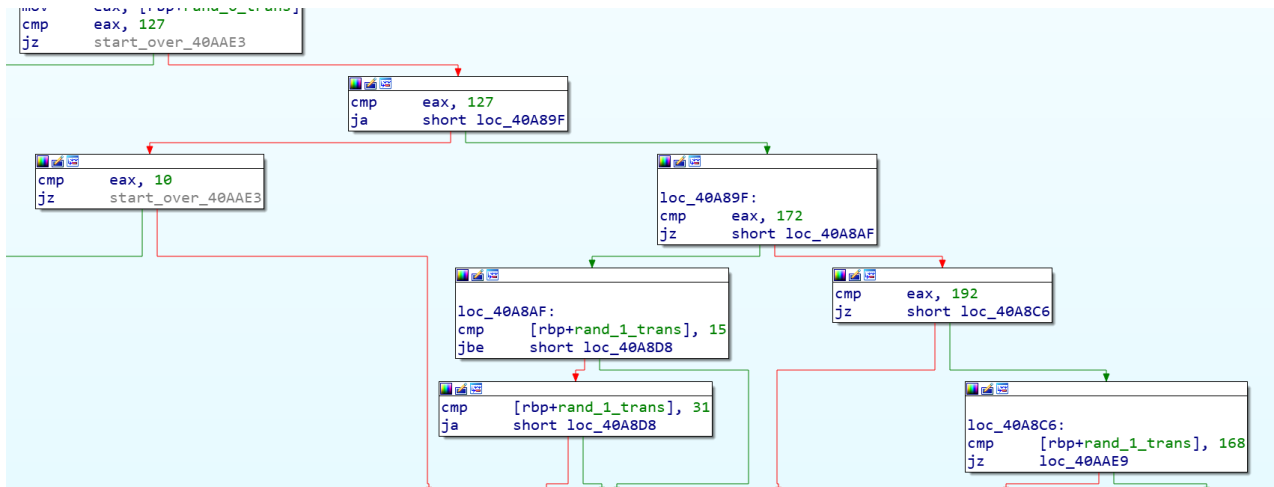 cmp eax, 127
jz start_over_40AAE3
cmp eax, 127
ja short loc_40A89F
cmp eax, 10
jz start_over_40AAE3
loc_40A89F:
cmp eax, 172
jz short loc_40A8AF
loc_40A8AF:
cmp [rbp+rand_1_trans], 15
jbe short loc_40A8D8
cmp eax, 192
jz short loc_40A8C6
cmp [rbp+rand_1_trans], 31
ja short loc_40A8D8
loc_40A8C6:
cmp [rbp+rand_1_trans], 168
jz loc_40AAE9